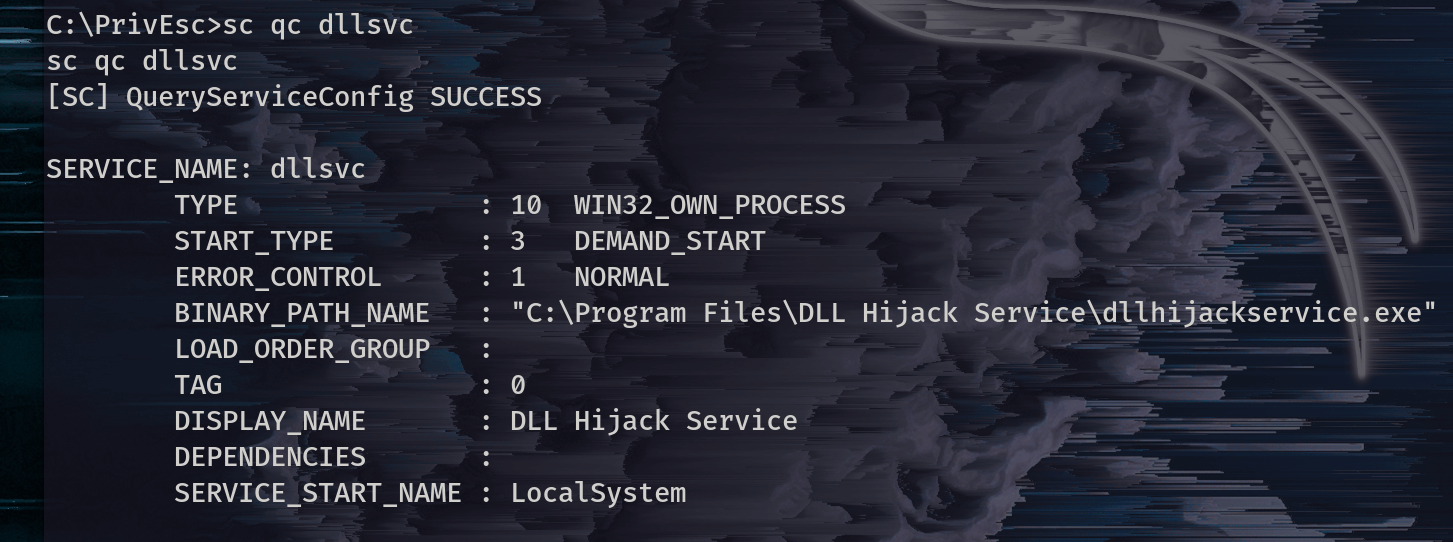 C:\PrivEsc>sc qc dllsvc
sc qc dllsvc
[SC] QueryServiceConfig SUCCESS

SERVICE_NAME: dllsvc
        TYPE               : 10  WIN32_OWN_PROCESS
        START_TYPE         : 3   DEMAND_START
        ERROR_CONTROL      : 1   NORMAL
        BINARY_PATH_NAME   : "C:\Program Files\DLL Hijack Service\dllhijackservice.exe"
        LOAD_ORDER_GROUP   :
        TAG                : 0
        DISPLAY_NAME       : DLL Hijack Service
        DEPENDENCIES       :
        SERVICE_START_NAME : LocalSystem